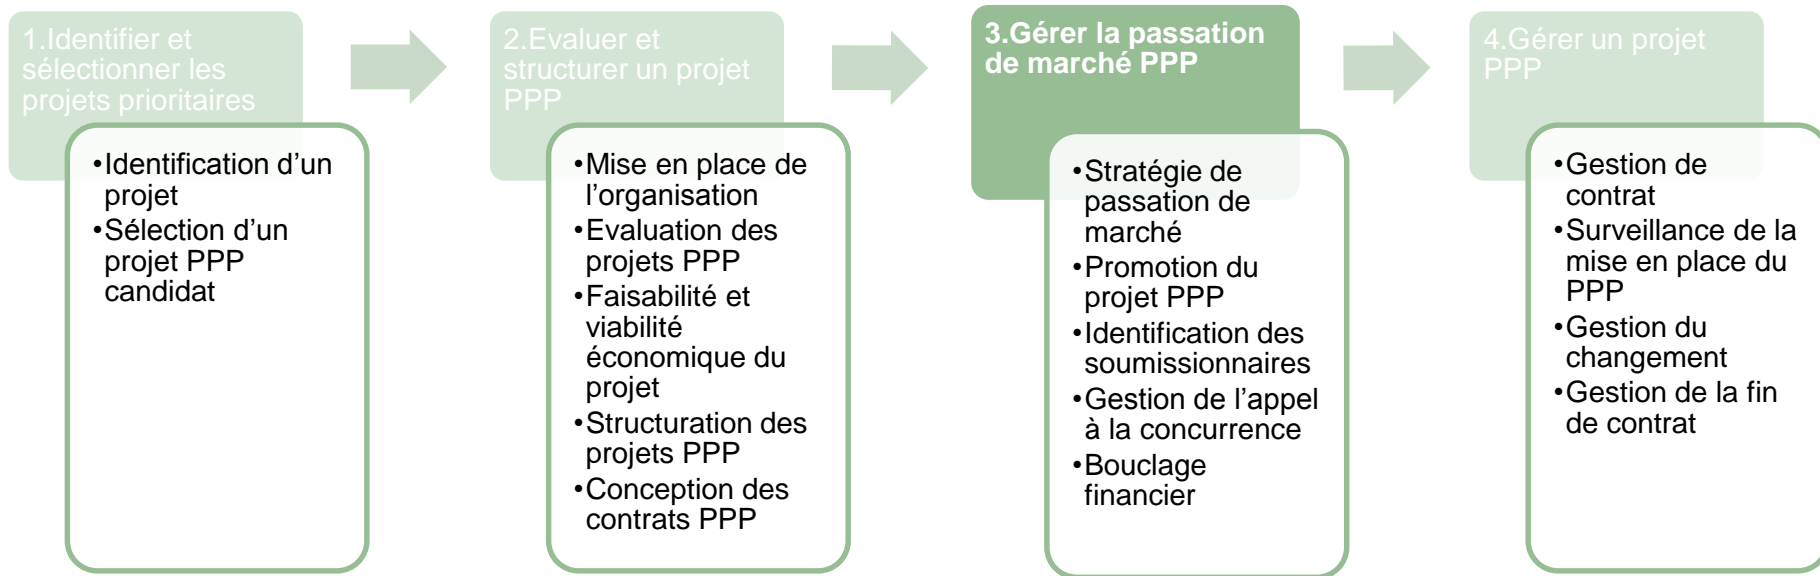 1.Identifier et
sélectionner les
projets prioritaires
•Identification d’un
projet
•Sélection d’un
projet PPP
candidat
2.Evaluer et
structurer un projet
PPP
•Mise en place de
l’organisation
•Evaluation des
projets PPP
•Faisabilité et
viabilité
économique du
projet
•Structuration des
projets PPP
•Conception des
contrats PPP
3.Gérer la passation
de marché PPP
•Stratégie de
passation de
marché
•Promotion du
projet PPP
•Identification des
soumissionnaires
•Gestion de l’appel
à la concurrence
•Bouclage
financier
4.Gérer un projet
PPP
•Gestion de
contrat
•Surveillance de la
mise en place du
PPP
•Gestion du
changement
•Gestion de la fin
de contrat